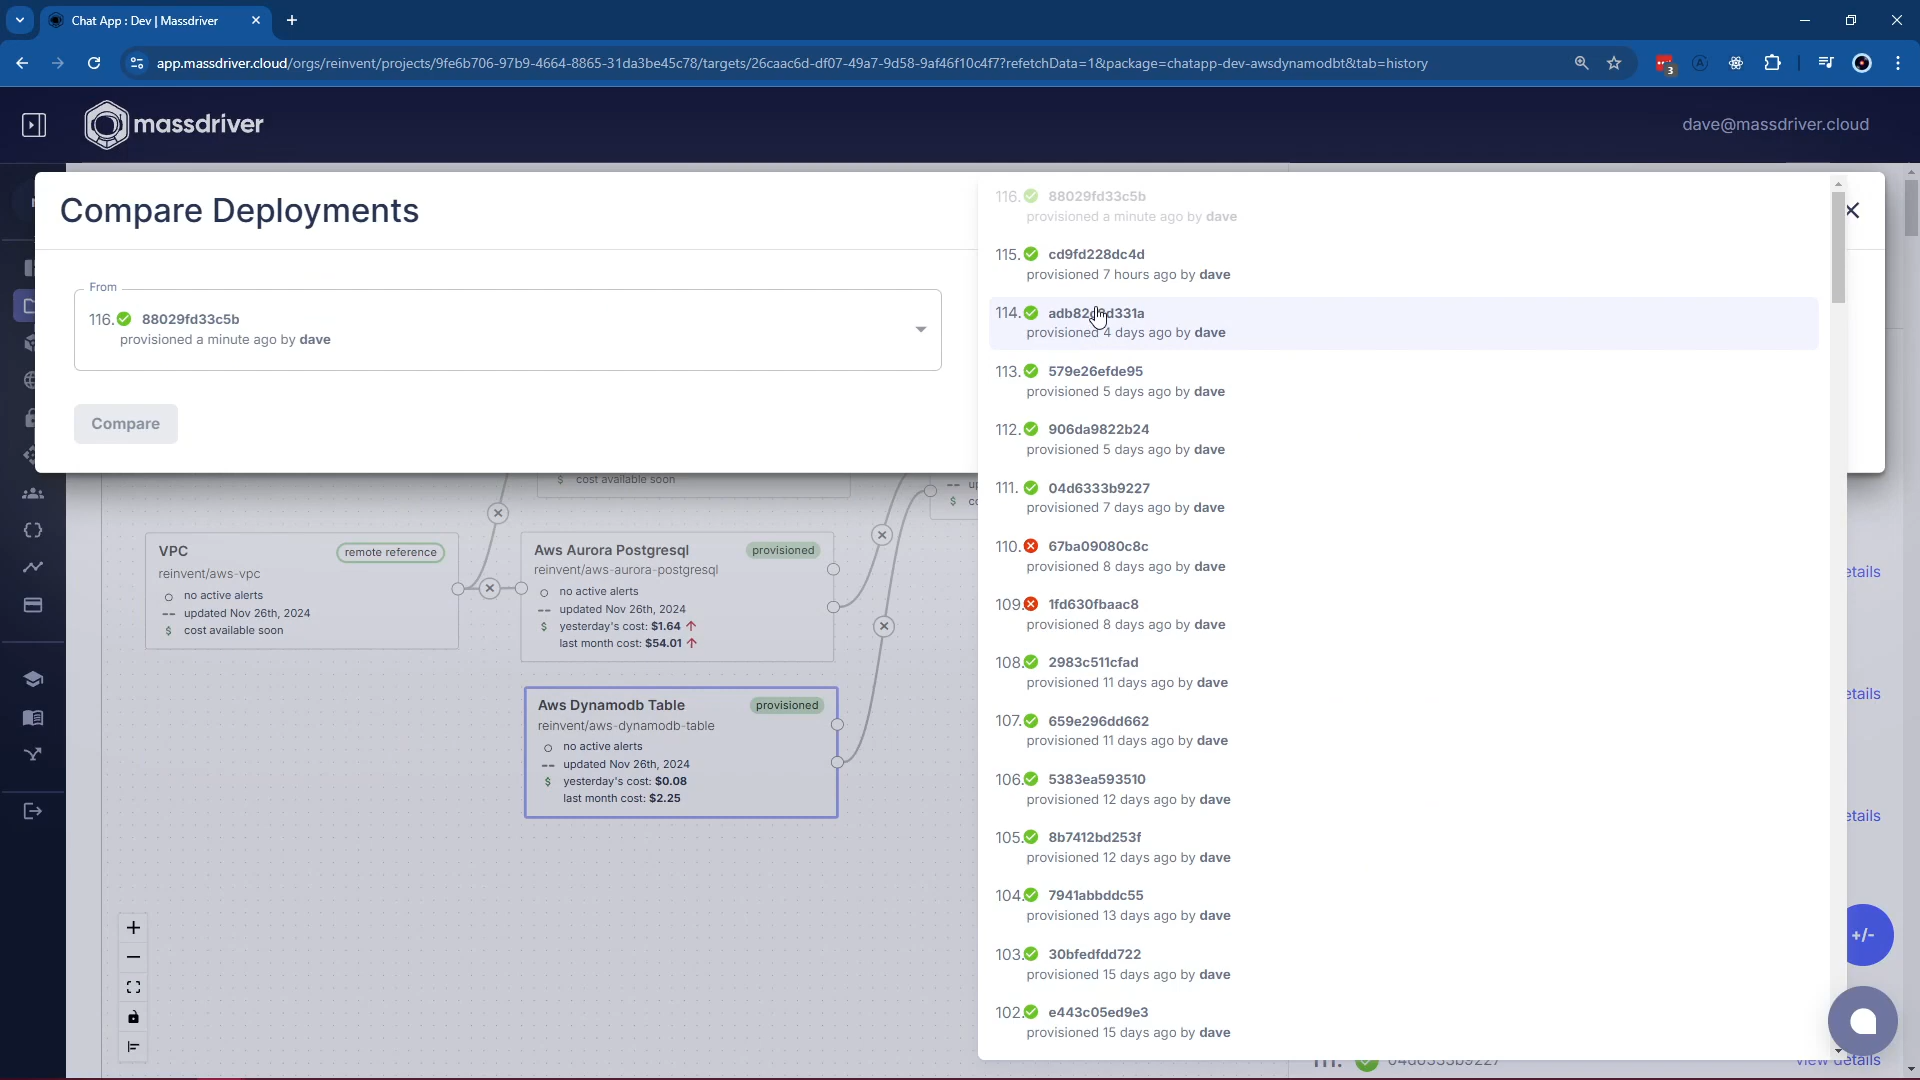 Chat App : Dev | Massdriver
app.massdriver.cloud/orgs/reinvent/projects/9fe6b706-97b9-4664-8865-31da3be45c78/targets/26caac6d-df07-49a7-9d58-9af46f10c4f7?refetchData=1&package=chatapp-dev-awsdynamodbt&tab=history
3
massdriver
dave@massdriver.cloud
Compare Deployments
From
116. 88029fd33c5b
provisioned a minute ago by dave
Compare
116. 88029fd33c5b
provisioned a minute ago by dave
115. cd9fd228dc4d
provisioned 7 hours ago by dave
114.
provisioned 4 days ago by dave
113. 579e26efde95
provisioned 5 days ago by dave
112. 906da9822b24
provisioned 5 days ago by dave
111. 04d6333b9227
provisioned 7 days ago by dave
110. 67ba09080c8c
provisioned 8 days ago by dave
109. 1fd630fbaac8
provisioned 8 days ago by dave
108. 2983c511cfad
provisioned 11 days ago by dave
107. 659e296dd662
provisioned 11 days ago by dave
106. 5383ea593510
provisioned 12 days ago by dave
105. 8b7412bd253f
provisioned 12 days ago by dave
104. 7941abbddc55
provisioned 13 days ago by dave
103. 30bfedfdd722
provisioned 15 days ago by dave
102. e443c05ed9e3
provisioned 15 days ago by dave
$ cost available soon
VPC
remote reference
reinvent/aws-vpc
no active alerts
updated Nov 26th, 2024
$ cost available soon
Aws Aurora Postgresql
provisioned
reinvent/aws-aurora-postgresql
no active alerts
updated Nov 26th, 2024
$ yesterday's cost: $1.64 ↑
last month cost: $54.01 ↑
Aws Dynamodb Table
provisioned
reinvent/aws-dynamodb-table
no active alerts
updated Nov 26th, 2024
$ yesterday's cost: $0.08
last month cost: $2.25
etails
etails
etails
+/-
111. 04d6333b9227
view details